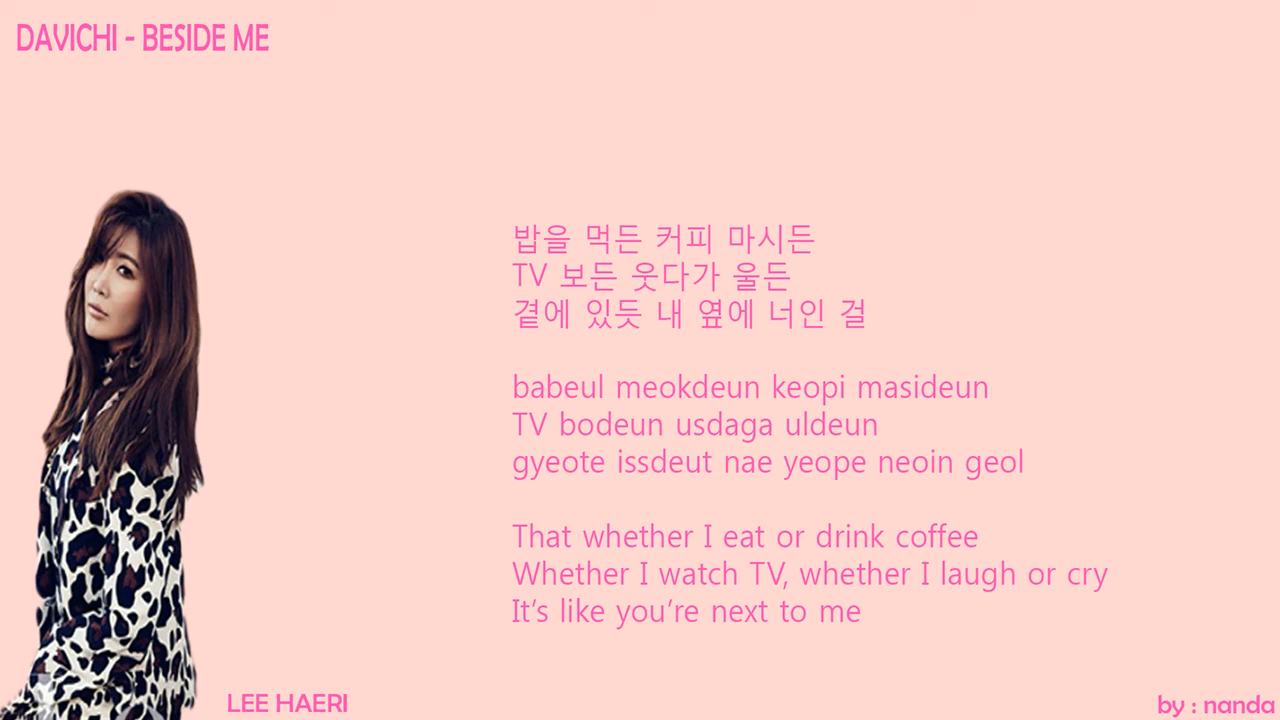 DAVICHI - BESIDE ME
밥을 먹든 커피 마시든
TV 보든 웃다가 울든
곁에 있듯 내 옆에 너인 걸
babeul meokdeun keopi masideun
TV bodeun usdaga uldeun
gyeote issdeut nae yeope neoin geol
That whether I eat or drink coffee
Whether I watch TV, whether I laugh or cry
It's like you're next to me
LEE HAERI
by : nanda